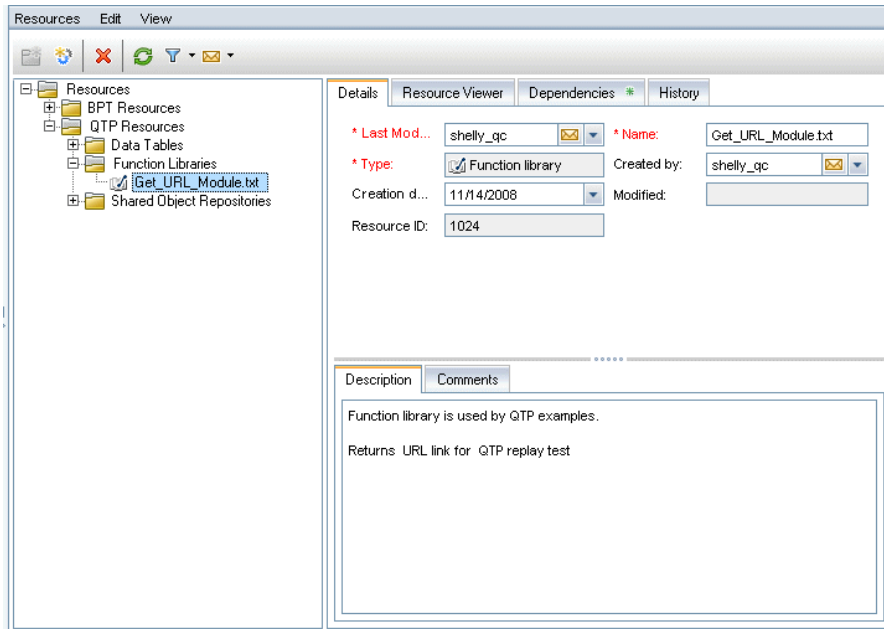 Resources Edit View
Resources
BPT Resources
QTP Resources
Data Tables
Function Libraries
Get_URL_Module.txt
Shared Object Repositories
Details Resource Viewer Dependencies * History
* Last Mod... shelly_qc * Name: Get_URL_Module.txt
* Type: Function library Created by: shelly_qc
Creation d... 11/14/2008 Modified:
Resource ID: 1024
Description Comments
Function library is used by QTP examples.
Returns URL link for QTP replay test